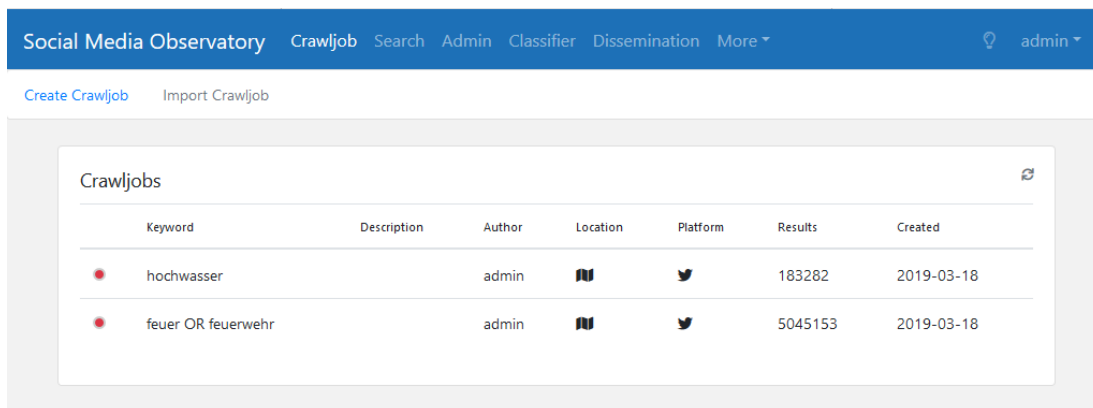 Social Media Observatory Crawljob Search Admin Classifier Dissemination More admin
Create Crawljob Import Crawljob
Crawljobs
Keyword Description Author Location Platform Results Created
hochwasser admin 183282 2019-03-18
feuer OR feuerwehr admin 5045153 2019-03-18